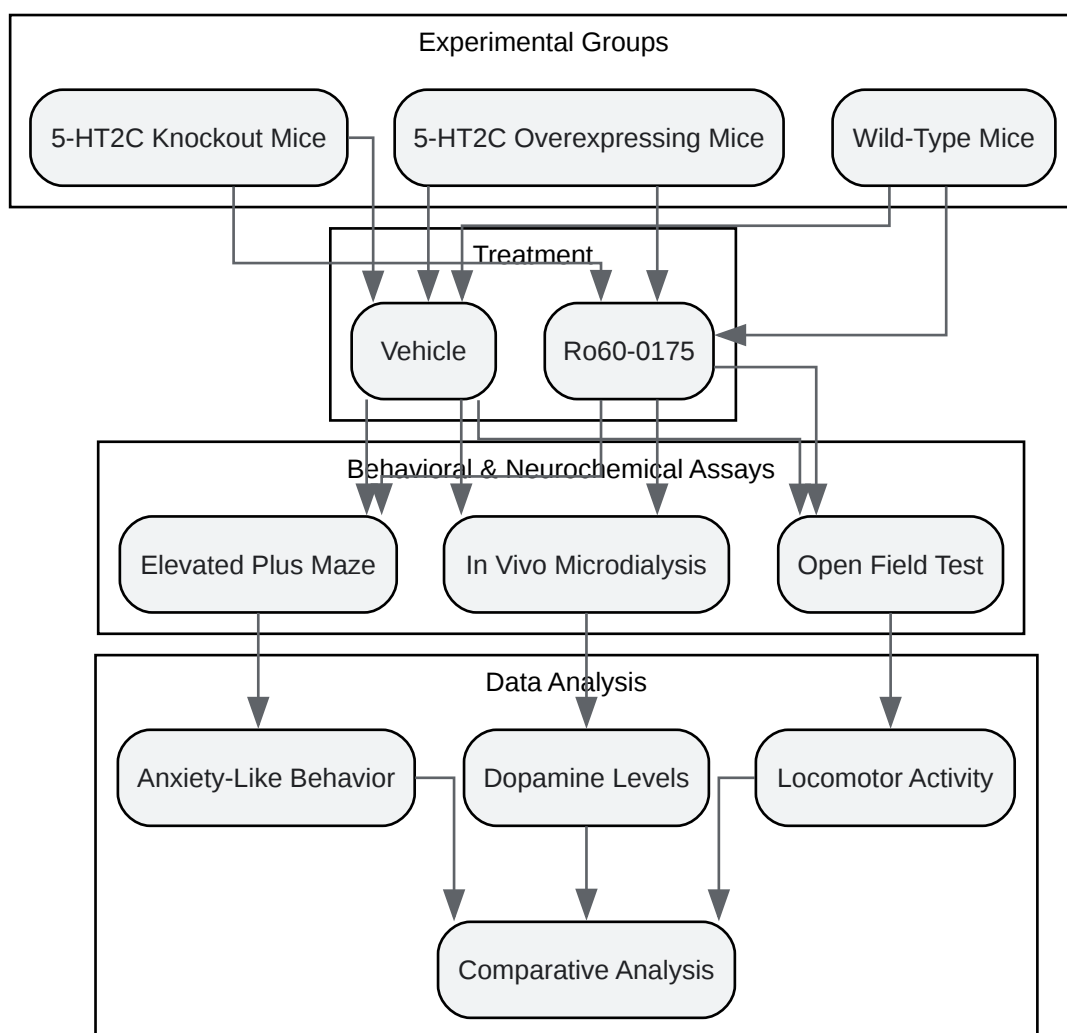 Experimental Groups
5-HT2C Knockout Mice
5-HT2C Overexpressing Mice
Wild-Type Mice
Treatment
Vehicle
Ro60-0175
Behavioral & Neurochemical Assays
Elevated Plus Maze
In Vivo Microdialysis
Open Field Test
Data Analysis
Anxiety-Like Behavior
Dopamine Levels
Locomotor Activity
Comparative Analysis